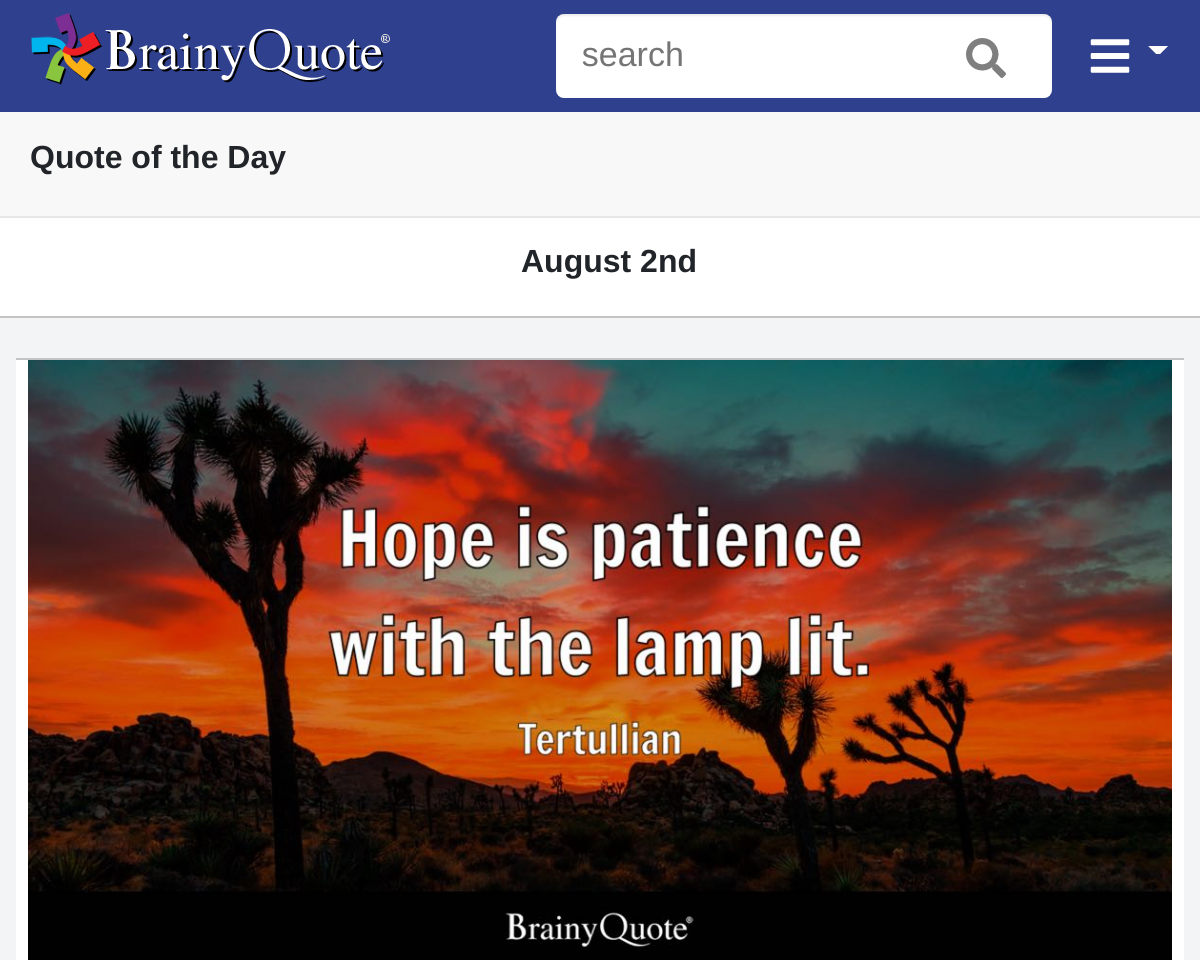 BrainyQuote®
search
Quote of the Day
August 2nd
Hope is patience
with the lamp lit.
Tertullian
BrainyQuote®